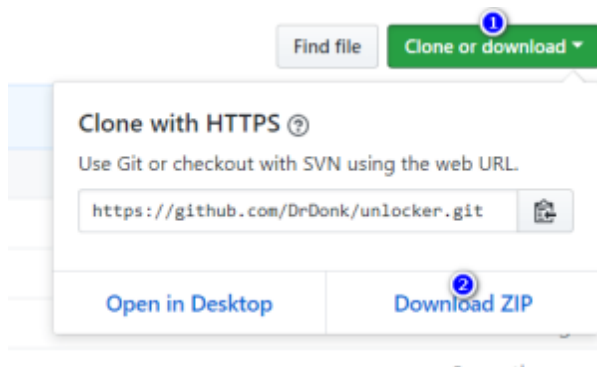 1
Find file
Clone or download
Clone with HTTPS
Use Git or checkout with SVN using the web URL.
https://github.com/DrDonk/unlocker.git
2
Open in Desktop
Download ZIP